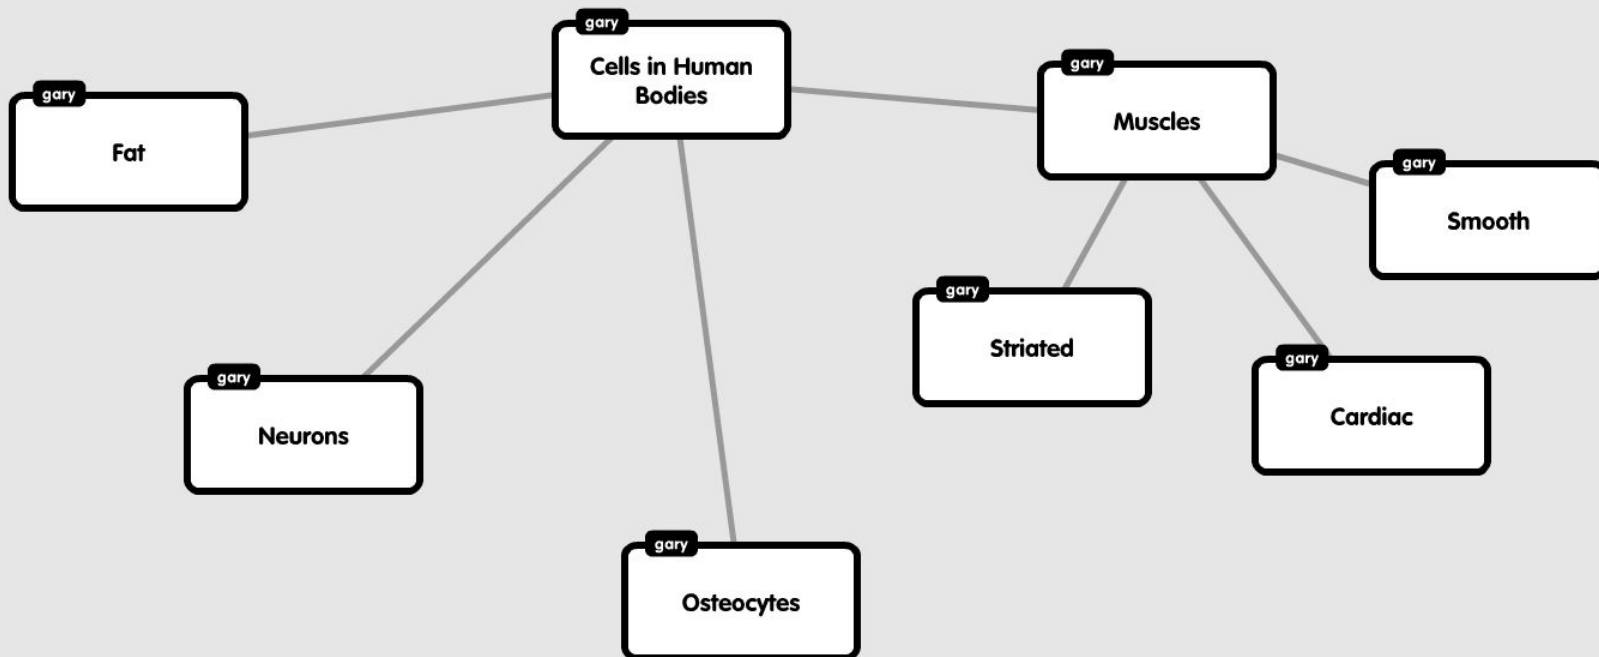 gary
Cells in Human
Bodies
gary
Muscles
gary
Fat
gary
Smooth
gary
Striated
gary
Cardiac
gary
Neurons
gary
Osteocytes